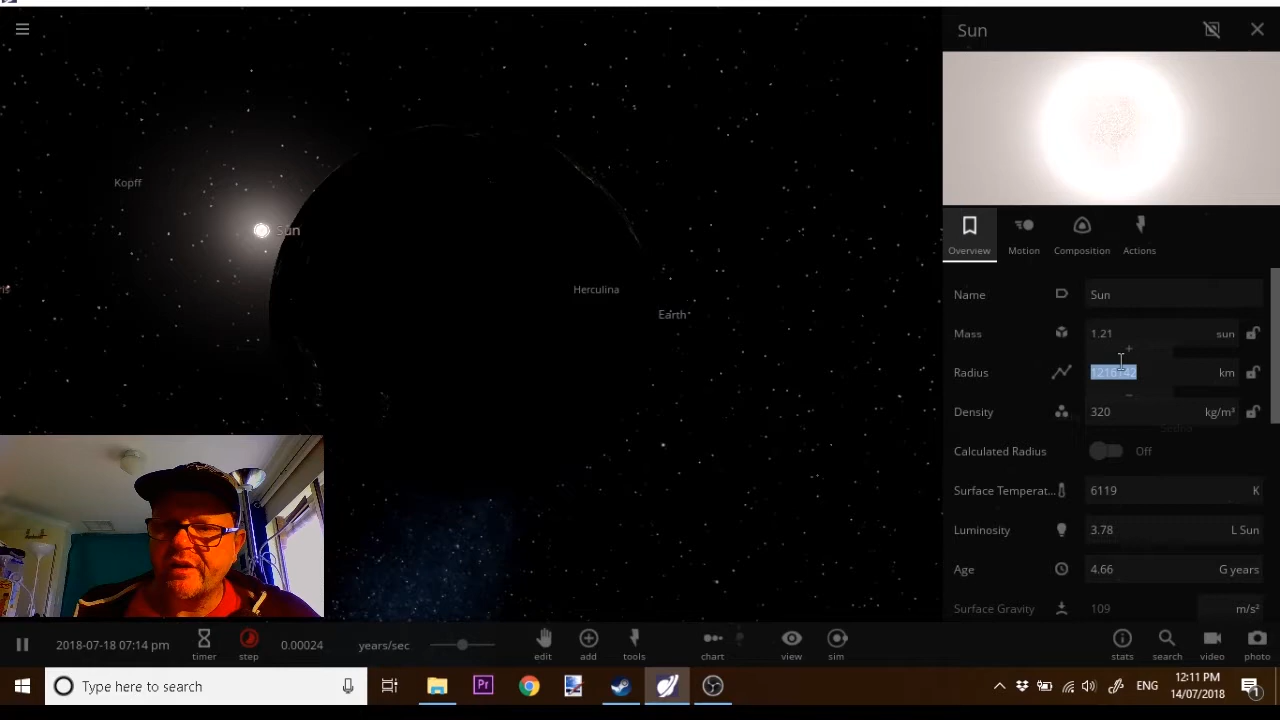 Sun
Kopff
Sun
Herculina
Earth
Overview
Motion
Composition
Actions
Name Sun
Mass 1.21 sun
Radius km
Density 320 kg/m³
Sedna
Calculated Radius Off
Surface Temperat... 6119 K
Luminosity 3.78 L Sun
Age 4.66 G years
Surface Gravity 109 m/s²
2018-07-18 07:14 pm
timer
step
0.00024 years/sec
edit
add
tools
chart
view
sim
stats
search
video
photo
Type here to search
Pr
ENG
12:11 PM
14/07/2018
1